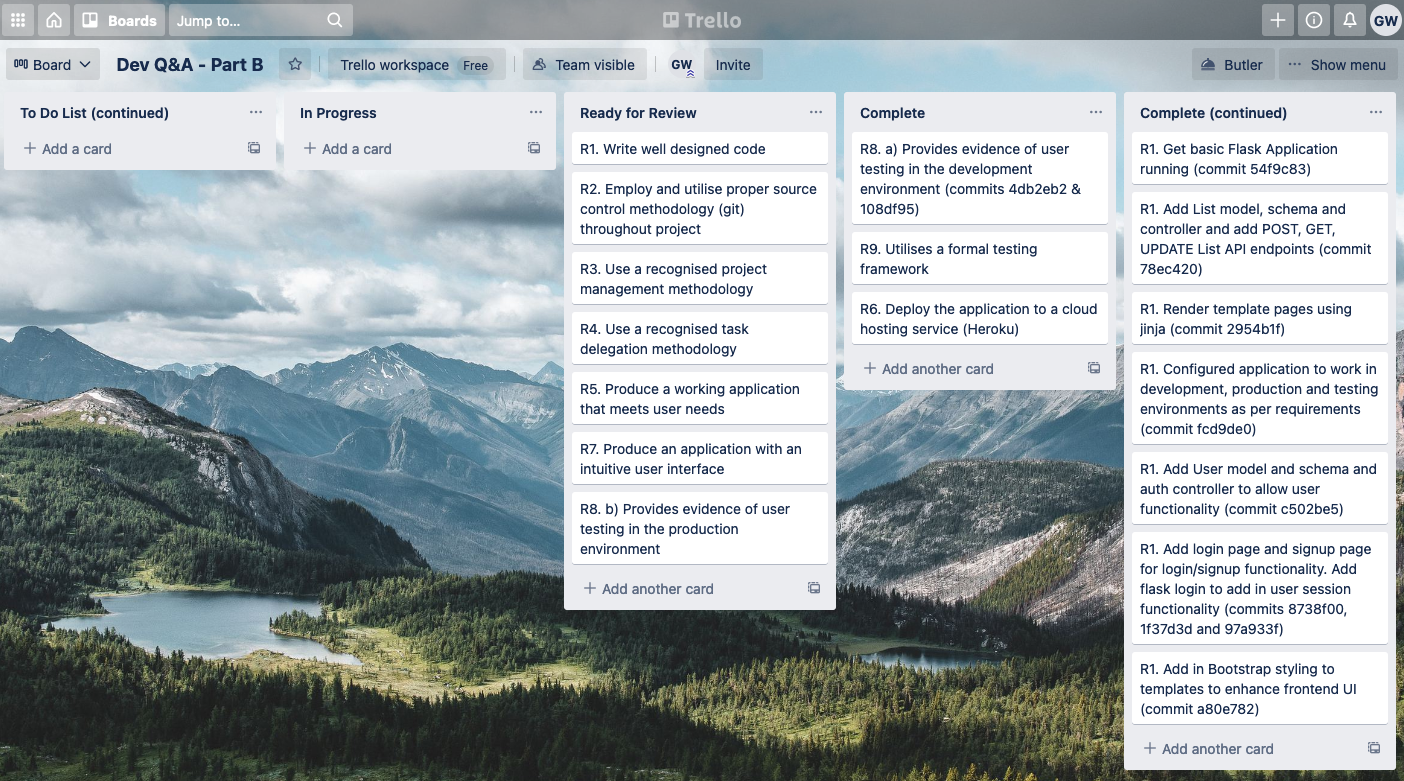 Boards
Jump to...
Trello
GW
Board
Dev Q&A - Part B
Trello workspace Free
Team visible
GW
Invite
Butler
··· Show menu
To Do List (continued)
···
+ Add a card
In Progress
···
+ Add a card
Ready for Review
···
R1. Write well designed code
R2. Employ and utilise proper source
control methodology (git)
throughout project
R3. Use a recognised project
management methodology
R4. Use a recognised task
delegation methodology
R5. Produce a working application
that meets user needs
R7. Produce an application with an
intuitive user interface
R8. b) Provides evidence of user
testing in the production
environment
+ Add another card
Complete
···
R8. a) Provides evidence of user
testing in the development
environment (commits 4db2eb2 &
108df95)
R9. Utilises a formal testing
framework
R6. Deploy the application to a cloud
hosting service (Heroku)
+ Add another card
Complete (continued)
···
R1. Get basic Flask Application
running (commit 54f9c83)
R1. Add List model, schema and
controller and add POST, GET,
UPDATE List API endpoints (commit
78ec420)
R1. Render template pages using
jinja (commit 2954b1f)
R1. Configured application to work in
development, production and testing
environments as per requirements
(commit fcd9de0)
R1. Add User model and schema and
auth controller to allow user
functionality (commit c502be5)
R1. Add login page and signup page
for login/signup functionality. Add
flask login to add in user session
functionality (commits 8738f00,
1f37d3d and 97a933f)
R1. Add in Bootstrap styling to
templates to enhance frontend UI
(commit a80e782)
+ Add another card